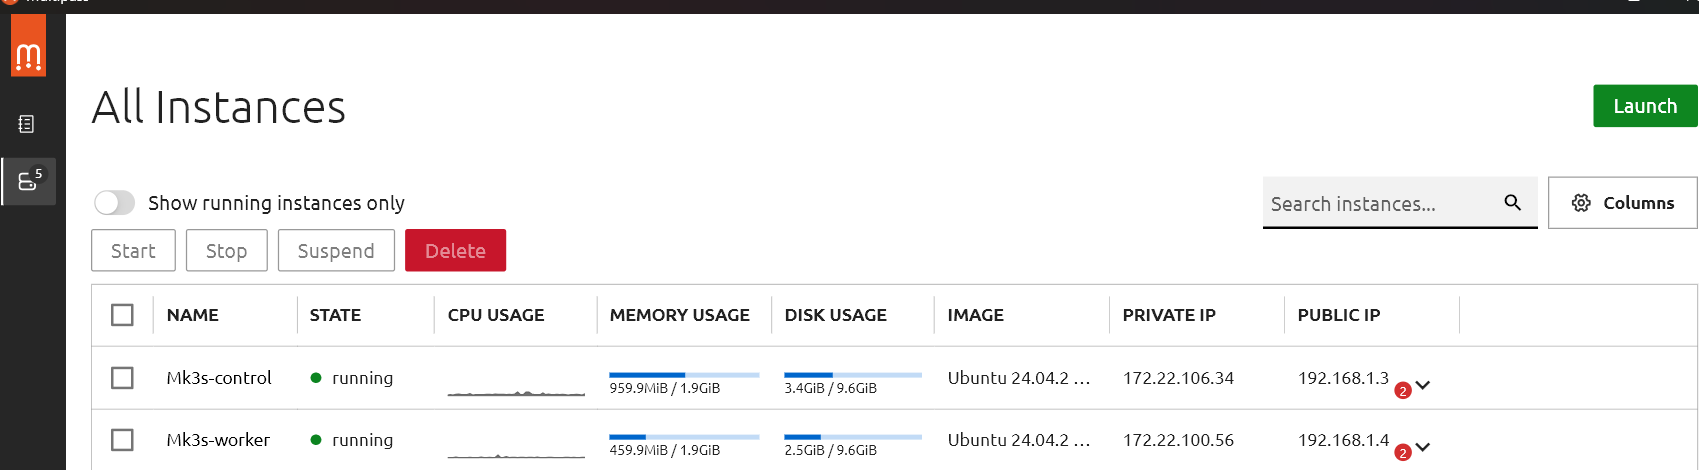 All Instances
Launch
5
Show running instances only
Search instances...
Columns
Start Stop Suspend Delete
NAME STATE CPU USAGE MEMORY USAGE DISK USAGE IMAGE PRIVATE IP PUBLIC IP
Mk3s-control running 959.9MiB / 1.9GiB 3.4GiB / 9.6GiB Ubuntu 24.04.2 ... 172.22.106.34 192.168.1.3 2
Mk3s-worker running 459.9MiB / 1.9GiB 2.5GiB / 9.6GiB Ubuntu 24.04.2 ... 172.22.100.56 192.168.1.4 2